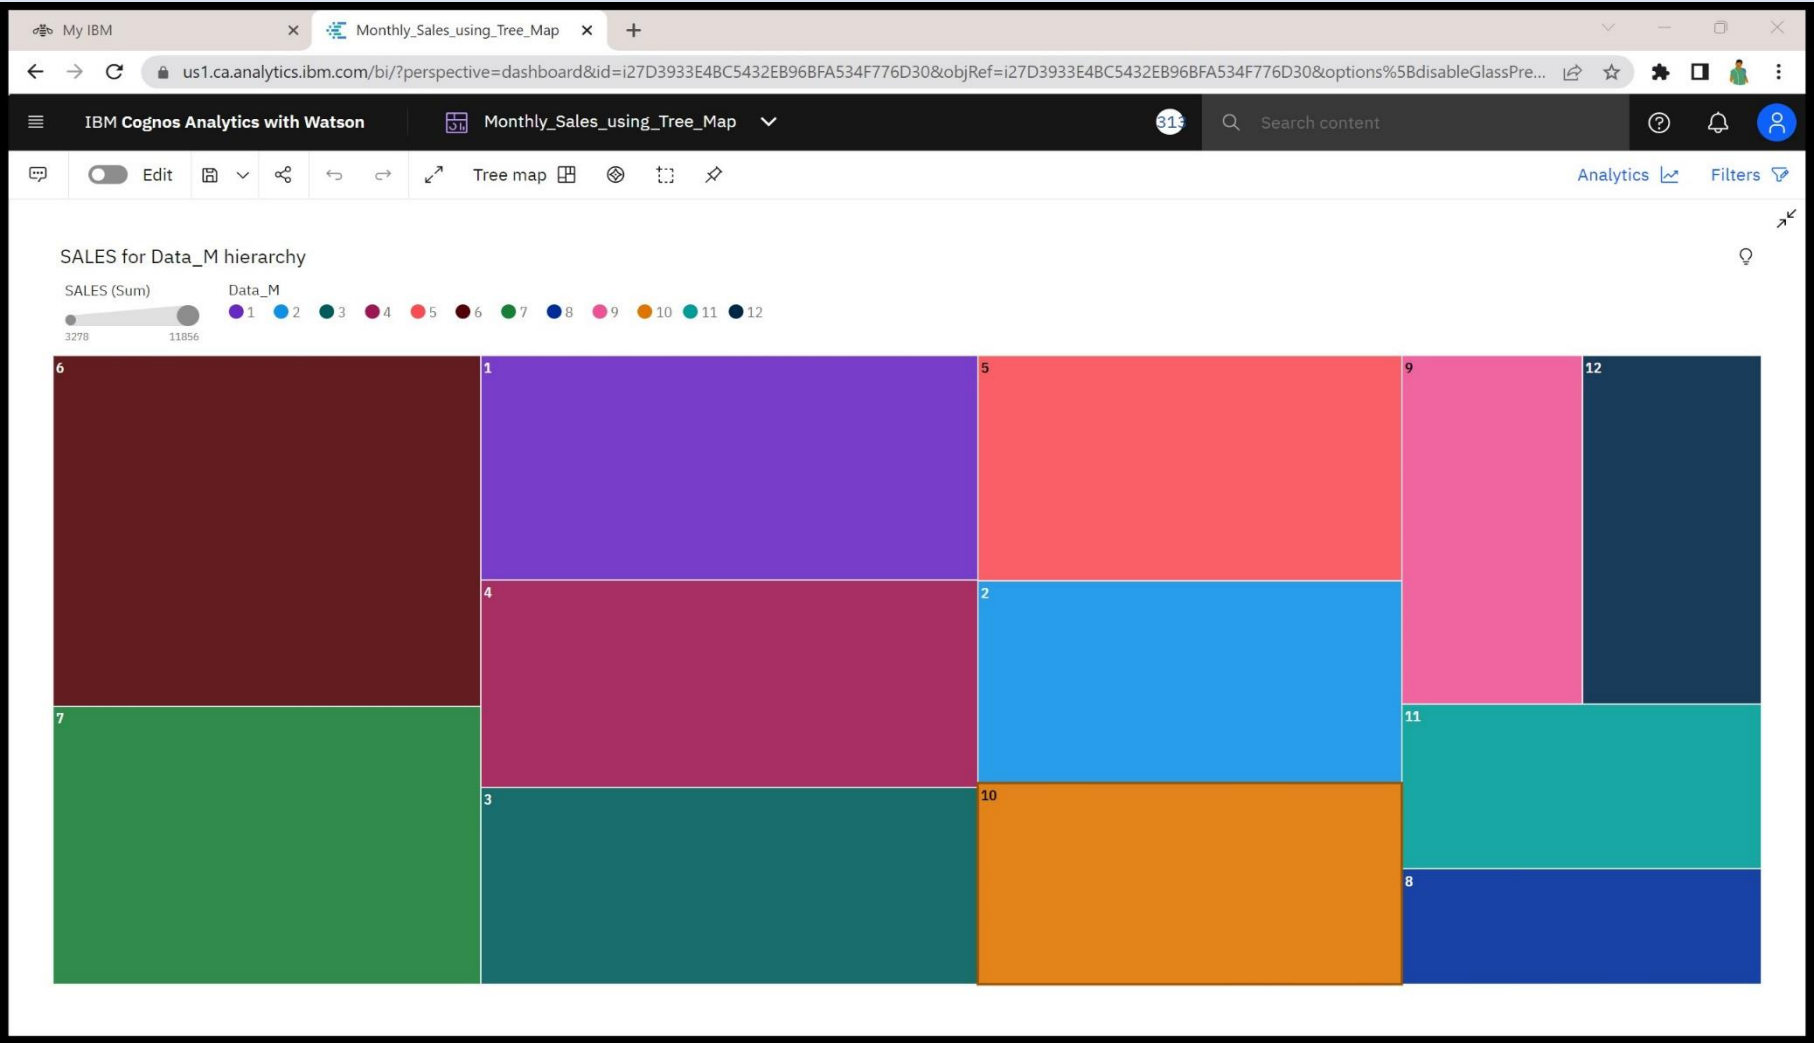 My IBM
Monthly_Sales_using_Tree_Map
us1.ca.analytics.ibm.com/bi/?perspective=dashboard&id=i27D3933E4BC5432EB96BFA534F776D30&objRef=i27D3933E4BC5432EB96BFA534F776D30&options%5BdisableGlassPre...
IBM Cognos Analytics with Watson
Monthly_Sales_using_Tree_Map
313
Search content
Edit
Tree map
Analytics
Filters
SALES for Data_M hierarchy
SALES (Sum)
3278 11856
Data_M
1 2 3 4 5 6 7 8 9 10 11 12
6
1
5
9
12
4
2
7
11
3
10
8